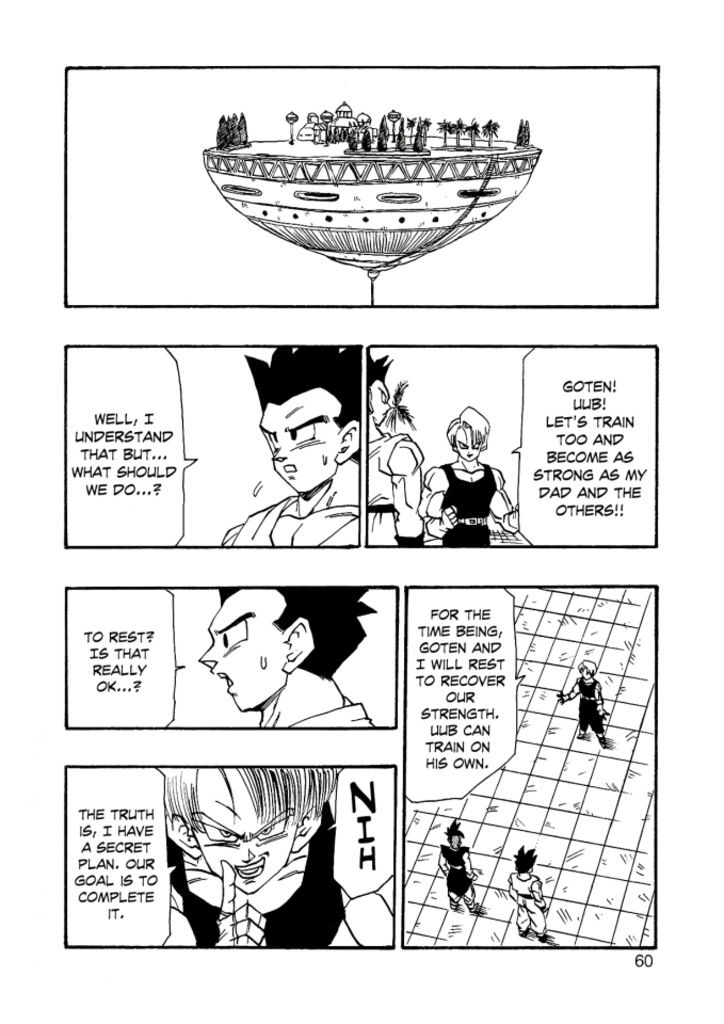 GOTEN!
UUB!
LET'S TRAIN
TOO AND
BECOME AS
STRONG AS MY
DAD AND THE
OTHERS!!
WELL, I
UNDERSTAND
THAT BUT...
WHAT SHOULD
WE DO...?
FOR THE
TIME BEING,
GOTEN AND
I WILL REST
TO RECOVER
OUR
STRENGTH.
UUB CAN
TRAIN ON
HIS OWN.
TO REST?
IS THAT
REALLY
OK...?
NIH
THE TRUTH
IS, I HAVE
A SECRET
PLAN. OUR
GOAL IS TO
COMPLETE
IT.
60